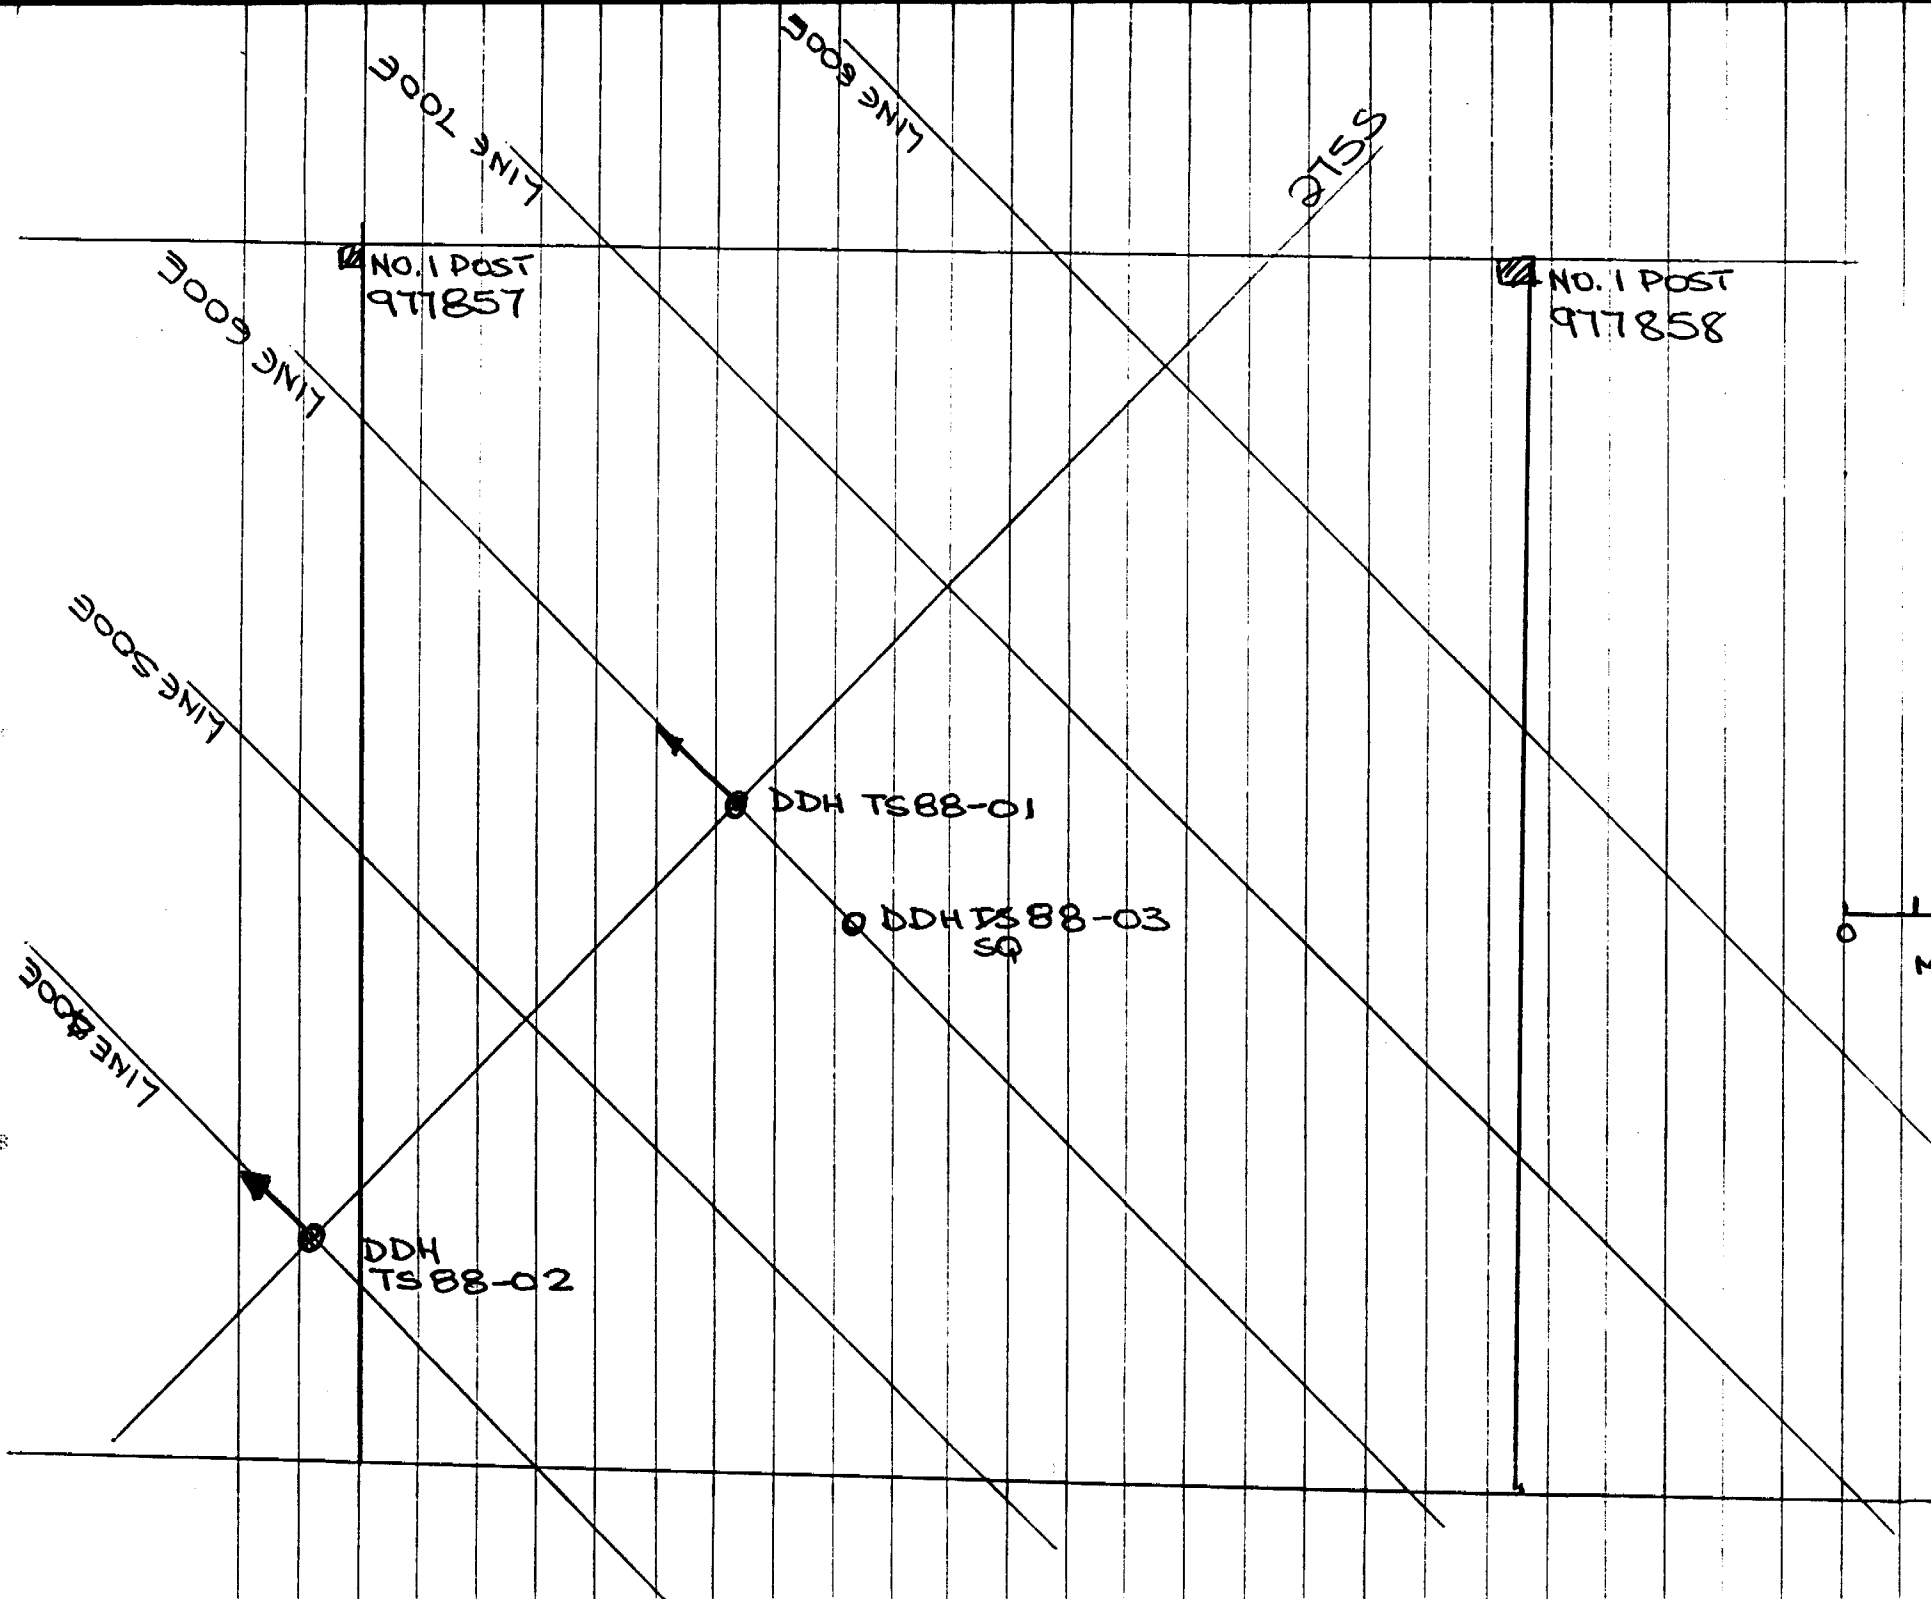 LINE 800E
LINE 700E
275S
NO. 1 POST
977857
NO. 1 POST
977858
LINE 600E
LINE 500E
DDH TS88-01
DDH TS88-03
SQ
0
LINE 400E
DDH
TS88-02